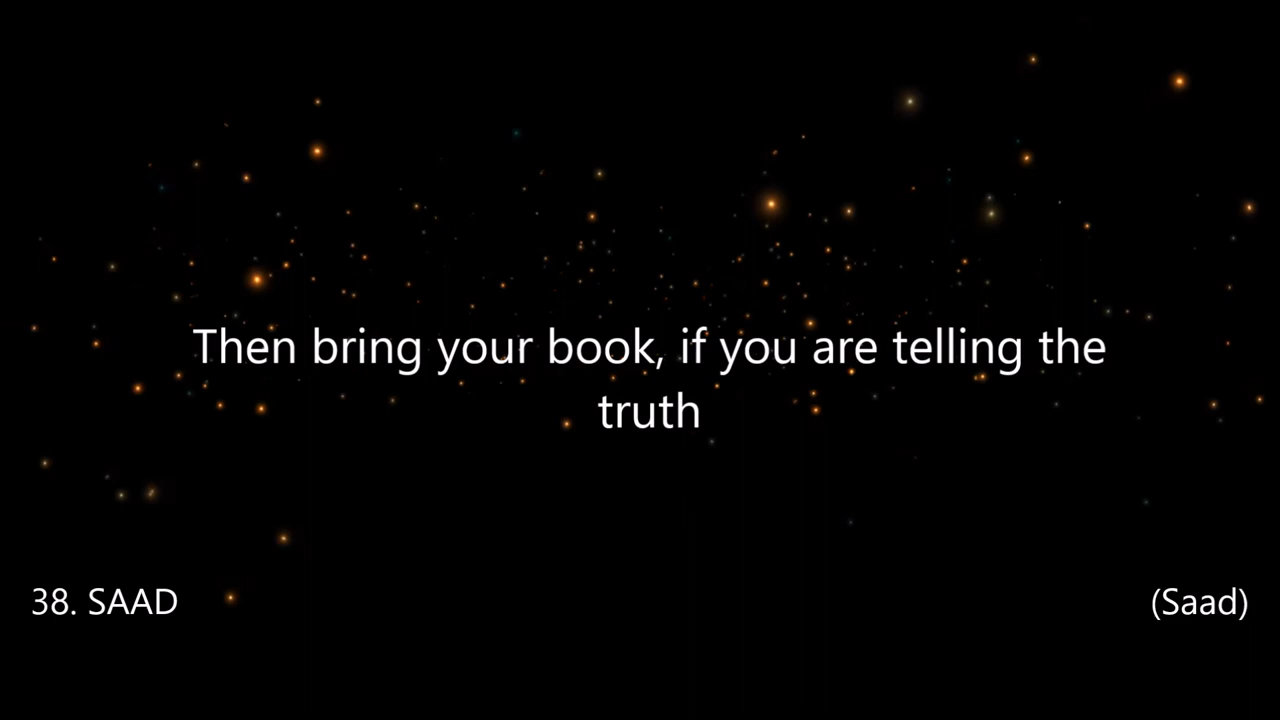 Then bring your book, if you are telling the
truth
38. SAAD
(Saad)